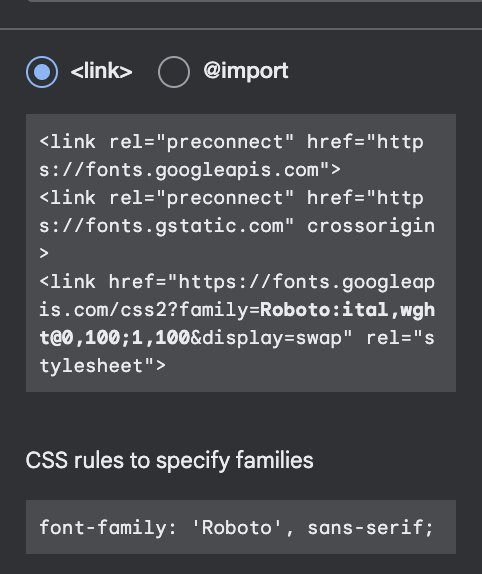 <link> @import
<link rel="preconnect" href="http
s://fonts.googleapis.com">
<link rel="preconnect" href="http
s://fonts.gstatic.com" crossorigin
>
<link href="https://fonts.googleap
is.com/css2?family=Roboto:ital,wgh
t@0,100;1,100&display=swap" rel="s
tylesheet">
CSS rules to specify families
font-family: 'Roboto', sans-serif;